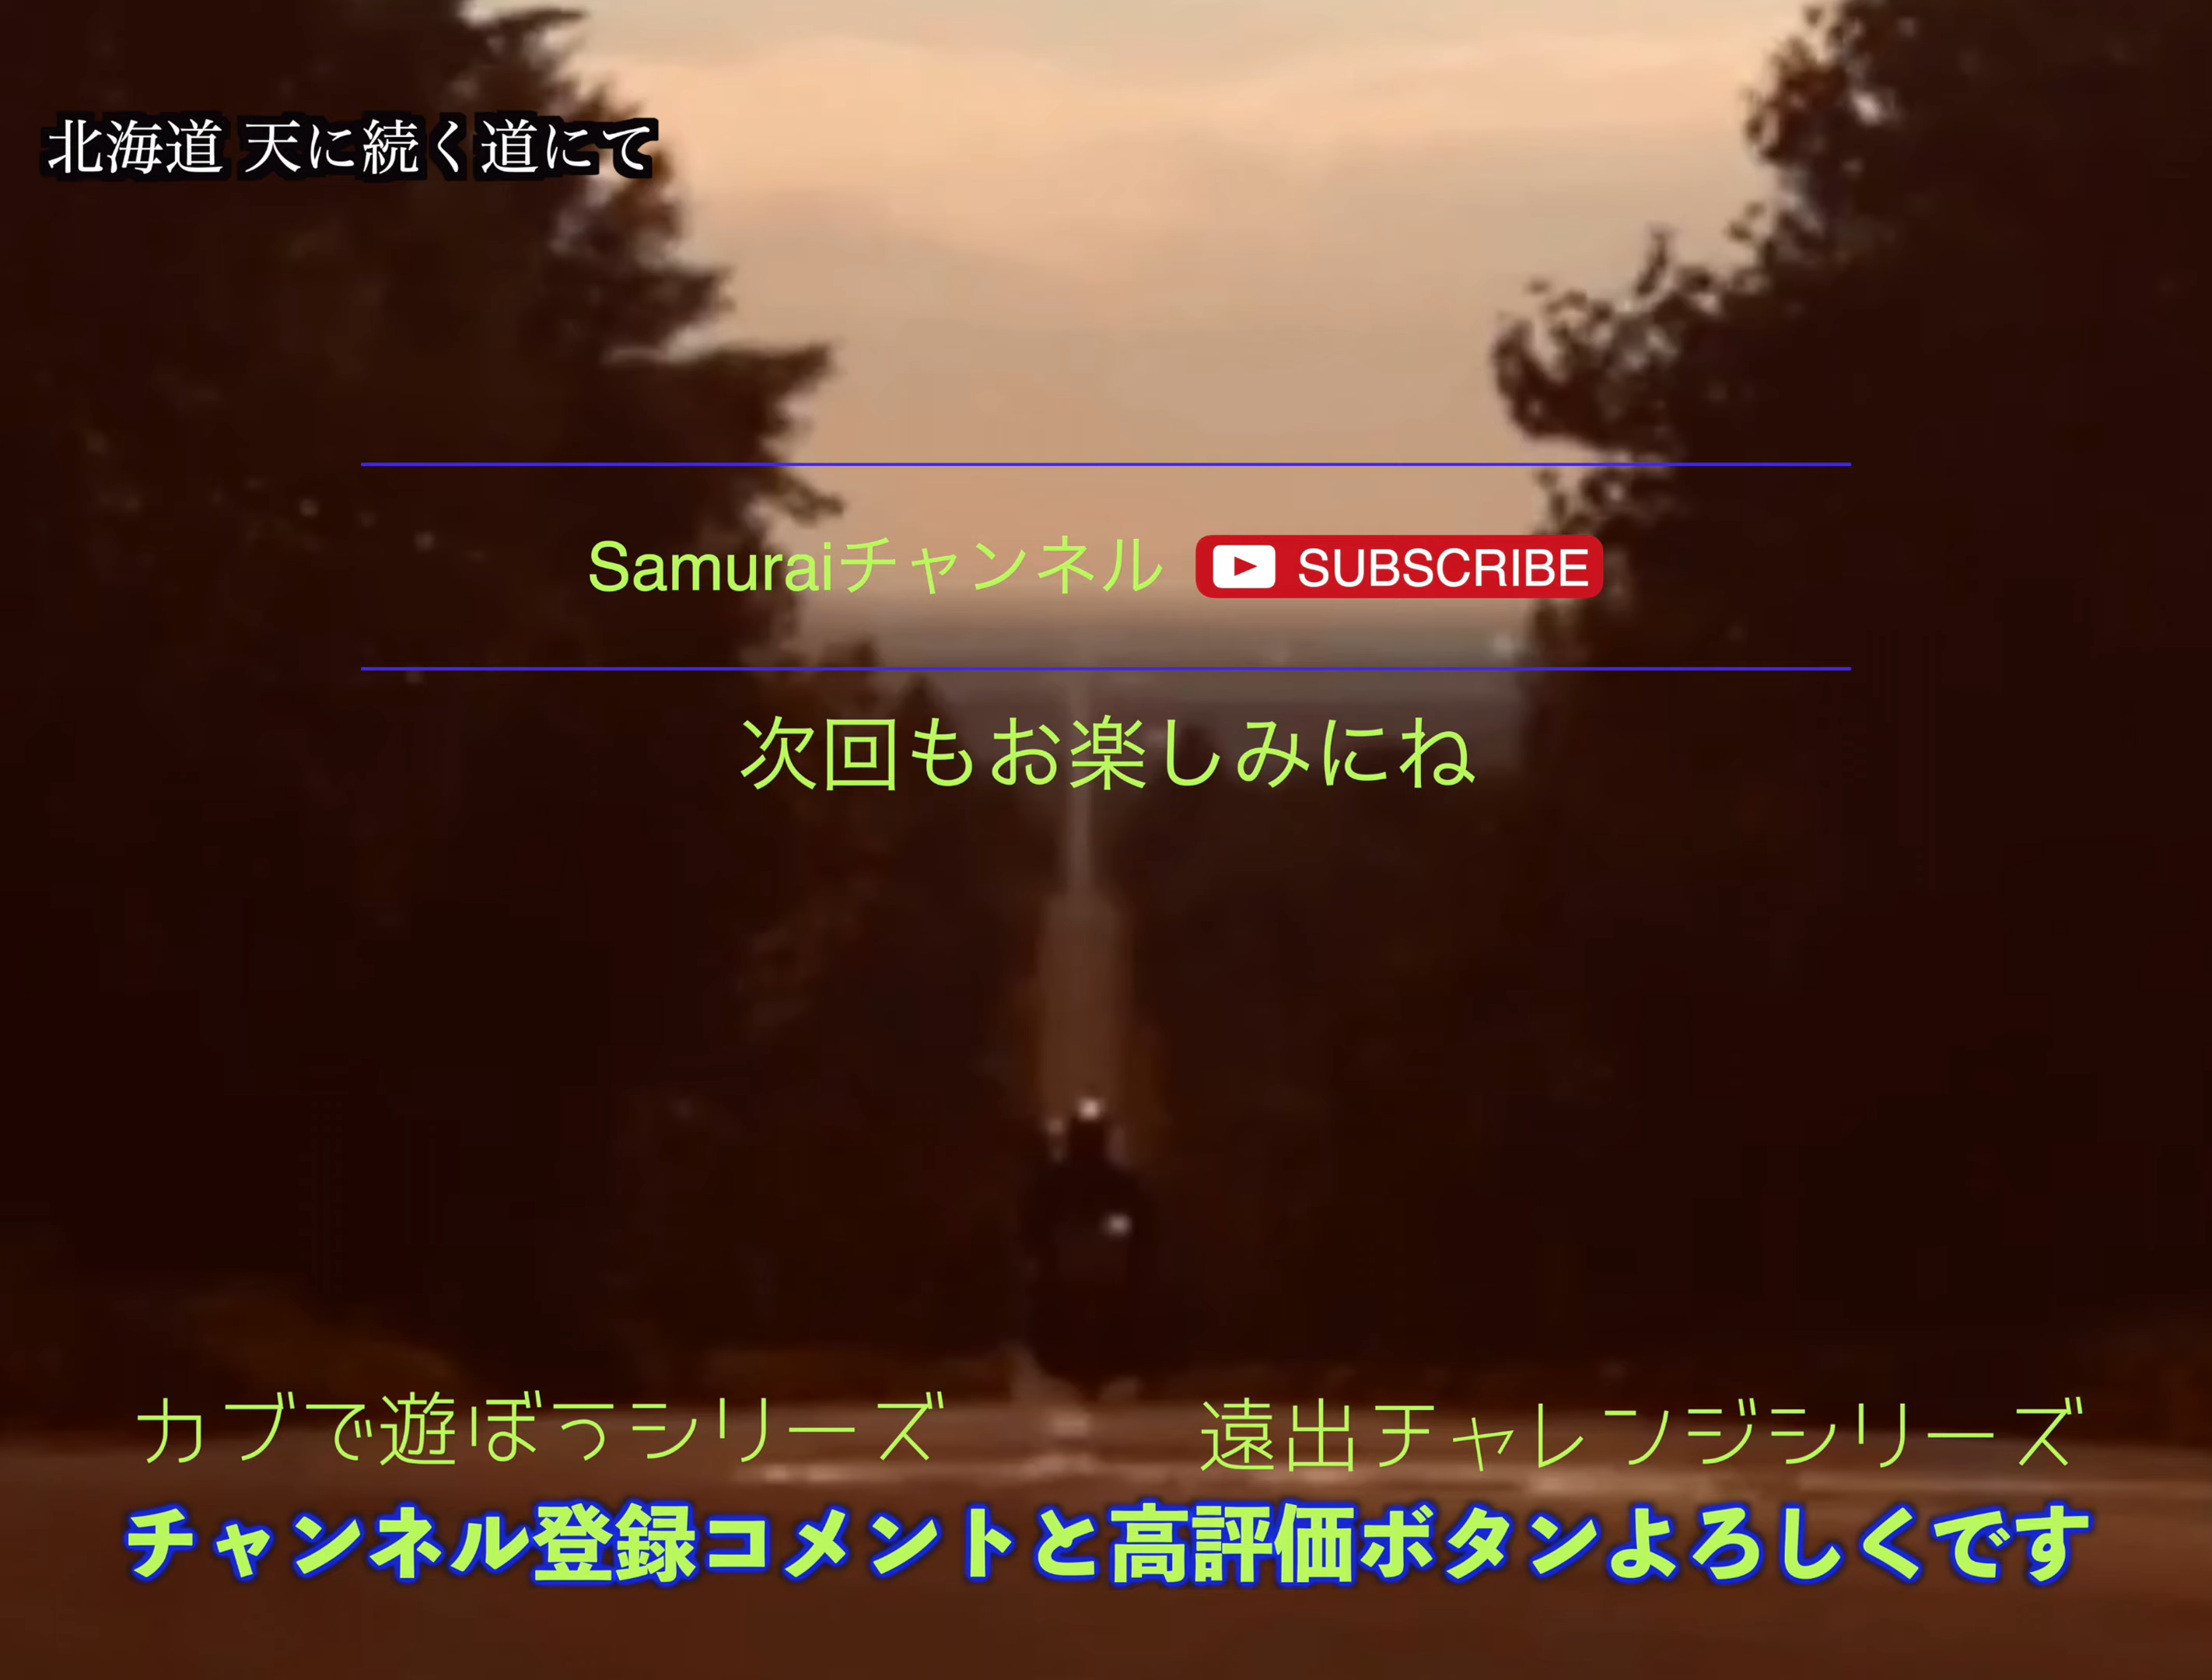 北海道 天に続く道にて
Samuraiチャンネル SUBSCRIBE
次回もお楽しみにね
カブで遊ぼうシリーズ 遠出チャレンジシリーズ
チャンネル登録コメントと高評価ボタンよろしくです